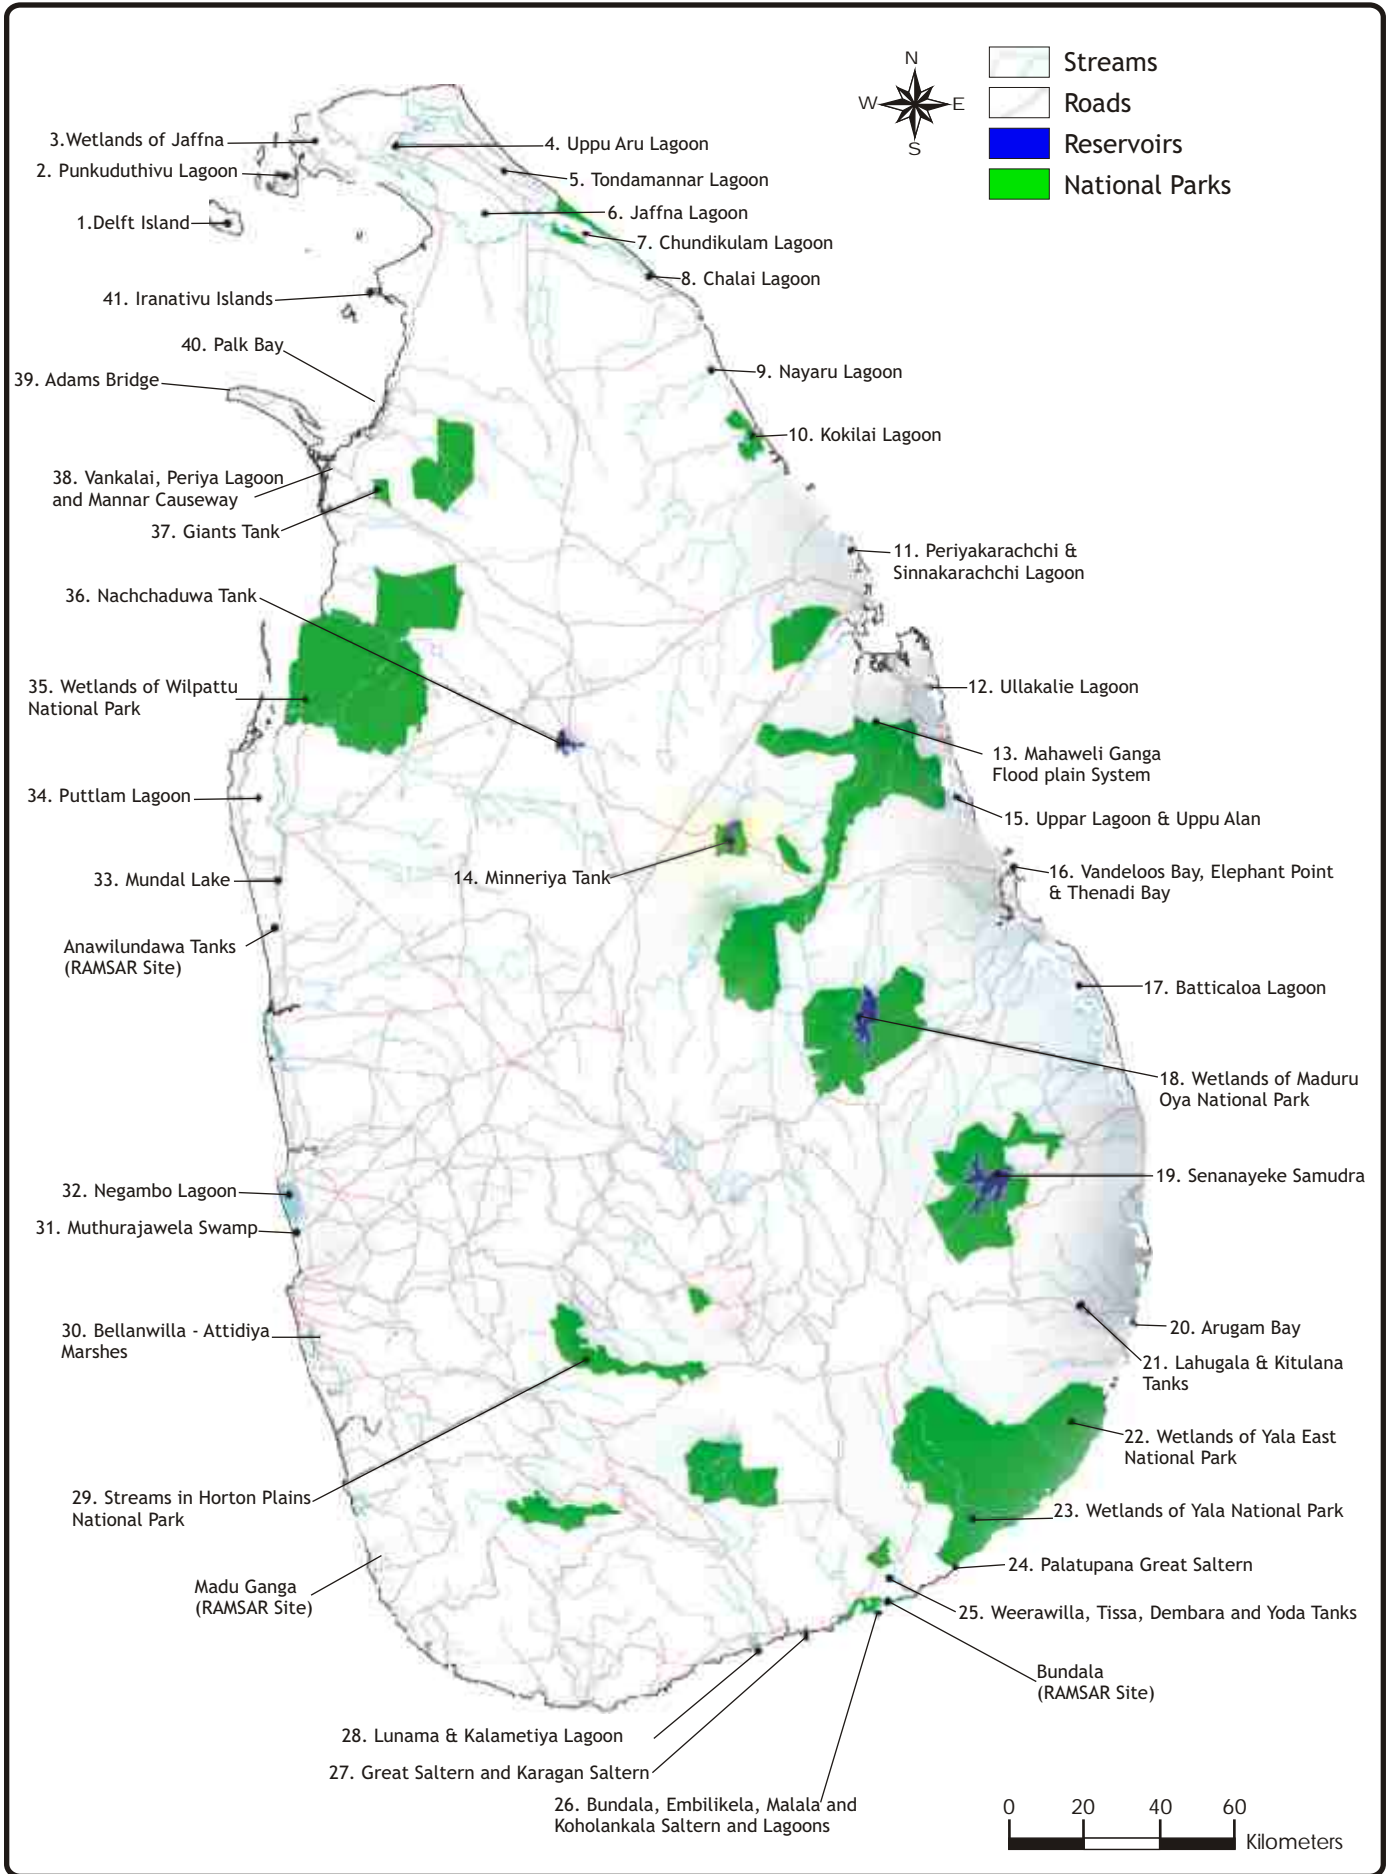 N
W
E
S
Streams
Roads
Reservoirs
National Parks
3.Wetlands of Jaffna
2. Punkuduthivu Lagoon
1.Delft Island
4. Uppu Aru Lagoon
5. Tondamannar Lagoon
6. Jaffna Lagoon
7. Chundikulam Lagoon
8. Chalai Lagoon
41. Iranativu Islands
40. Palk Bay
39. Adams Bridge
9. Nayaru Lagoon
10. Kokilai Lagoon
38. Vankalai, Periya Lagoon
and Mannar Causeway
37. Giants Tank
11. Periyakarachchi &
Sinnakarachchi Lagoon
36. Nachchaduwa Tank
35. Wetlands of Wilpattu
National Park
12. Ullakalie Lagoon
13. Mahaweli Ganga
Flood plain System
34. Puttlam Lagoon
15. Uppar Lagoon & Uppu Alan
33. Mundal Lake
14. Minneriya Tank
16. Vandeloos Bay, Elephant Point
& Thenadi Bay
Anawilundawa Tanks
(RAMSAR Site)
17. Batticaloa Lagoon
18. Wetlands of Maduru
Oya National Park
19. Senanayeke Samudra
32. Negambo Lagoon
31. Muthurajawela Swamp
30. Bellanwilla - Attidiya
Marshes
20. Arugam Bay
21. Lahugala & Kitulana
Tanks
22. Wetlands of Yala East
National Park
29. Streams in Horton Plains
National Park
23. Wetlands of Yala National Park
24. Palatupana Great Saltern
Madu Ganga
(RAMSAR Site)
25. Weerawilla, Tissa, Dembara and Yoda Tanks
Bundala
(RAMSAR Site)
28. Lunama & Kalametiya Lagoon
27. Great Saltern and Karagan Saltern
26. Bundala, Embilikela, Malala and
Koholankala Saltern and Lagoons
0 20 40 60
Kilometers